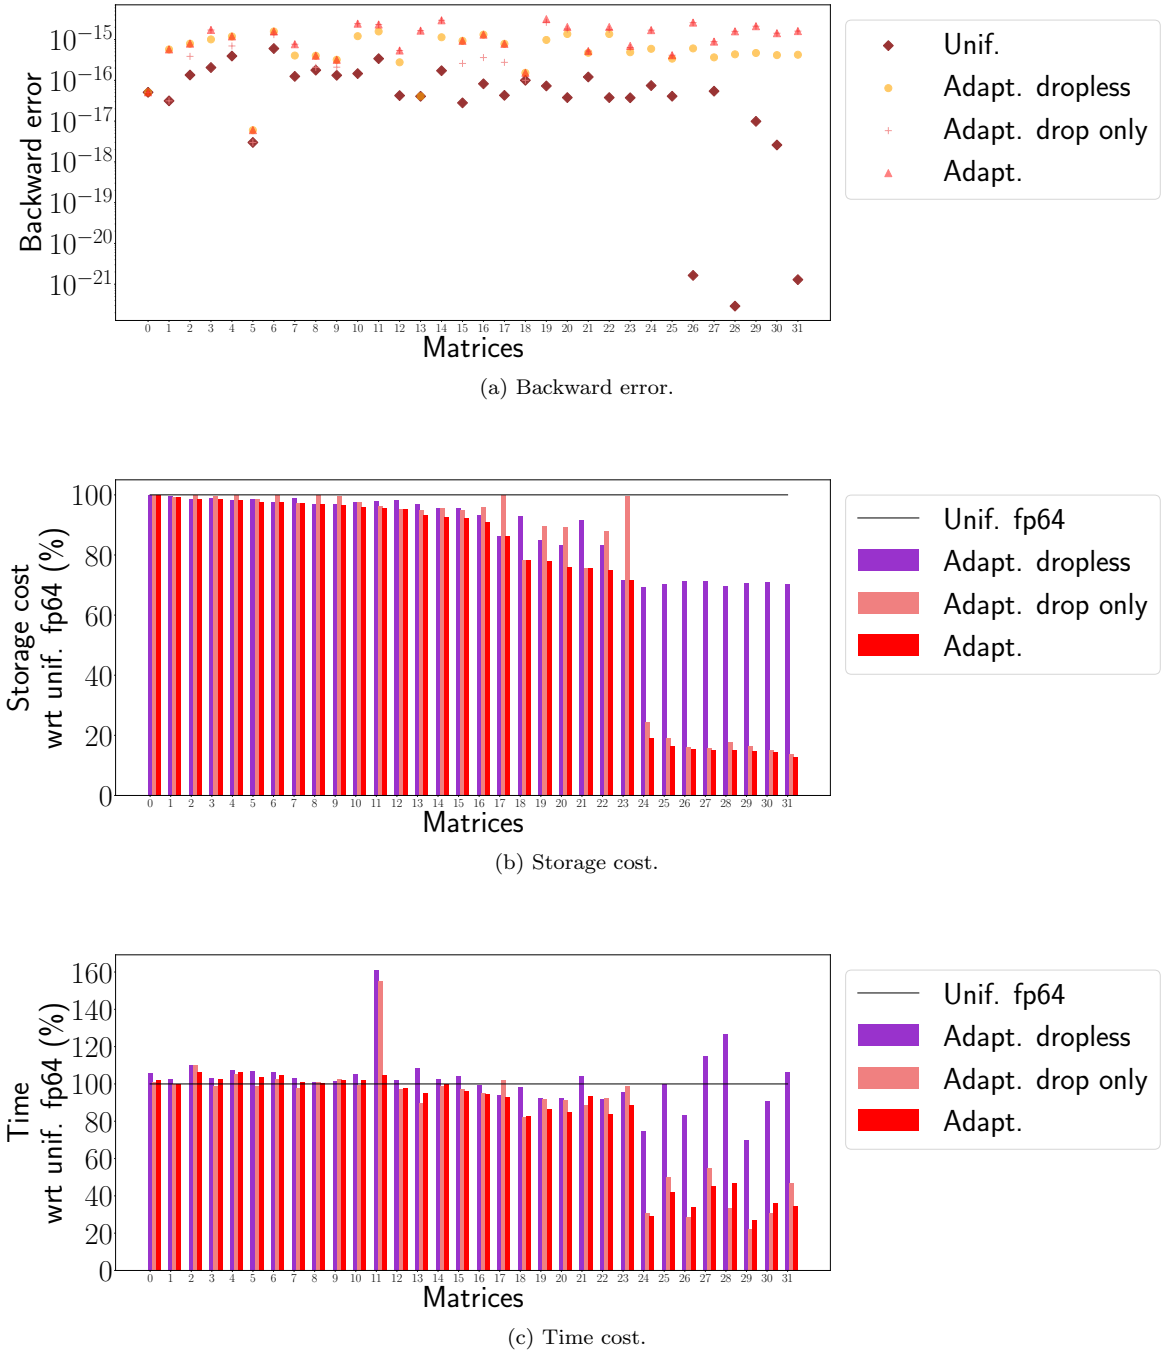 10^{-15}
10^{-16}
10^{-17}
10^{-18}
10^{-19}
10^{-20}
10^{-21}
Backward error
0 1 2 3 4 5 6 7 8 9 10 11 12 13 14 15 16 17 18 19 20 21 22 23 24 25 26 27 28 29 30 31
Matrices
Unif.
Adapt. dropless
Adapt. drop only
Adapt.
(a) Backward error.
100
80
60
40
20
0
Storage cost
wrt unif. fp64 (%)
0 1 2 3 4 5 6 7 8 9 10 11 12 13 14 15 16 17 18 19 20 21 22 23 24 25 26 27 28 29 30 31
Matrices
Unif. fp64
Adapt. dropless
Adapt. drop only
Adapt.
(b) Storage cost.
160
140
120
100
80
60
40
20
0
Time
wrt unif. fp64 (%)
0 1 2 3 4 5 6 7 8 9 10 11 12 13 14 15 16 17 18 19 20 21 22 23 24 25 26 27 28 29 30 31
Matrices
Unif. fp64
Adapt. dropless
Adapt. drop only
Adapt.
(c) Time cost.